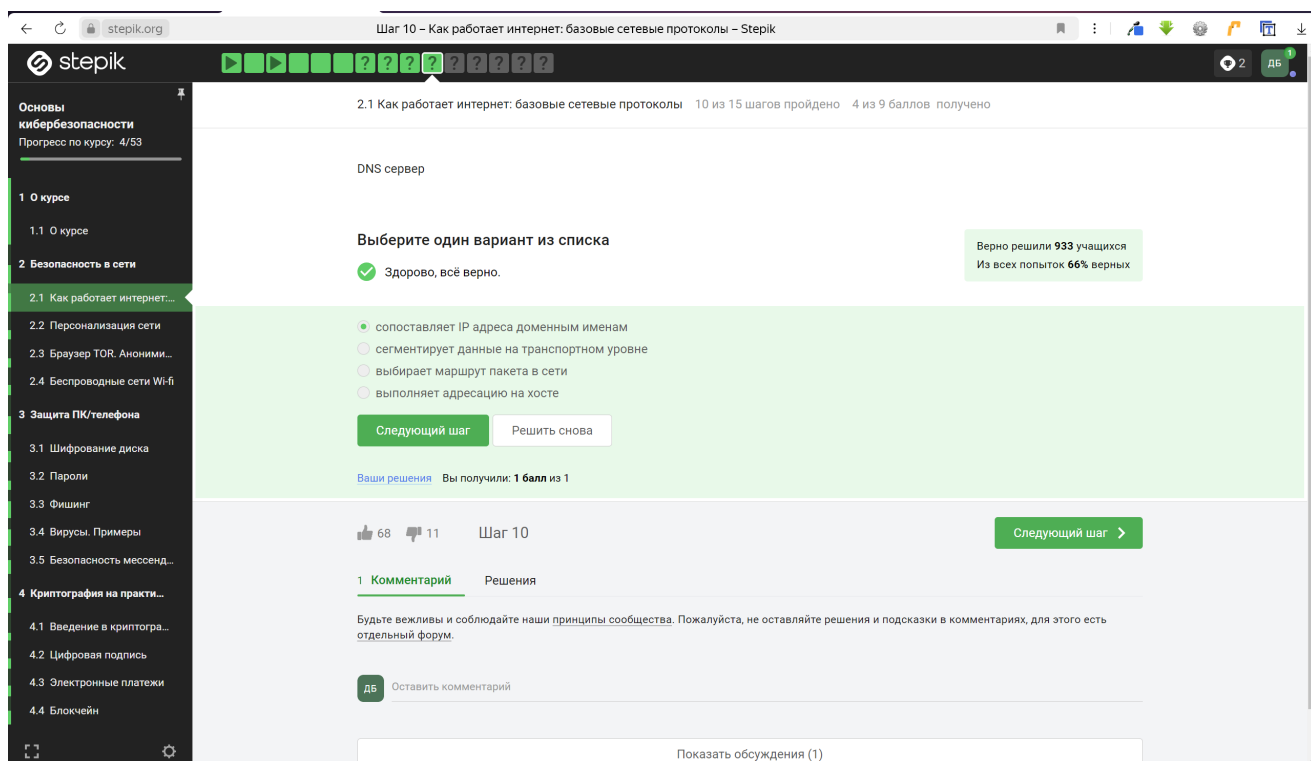 stepik.org
Шаг 10 – Как работает интернет: базовые сетевые протоколы – Stepik
stepik
? ? ? ? ? ? ? ? ?
2
ДБ
1
Основы
кибербезопасности
Прогресс по курсу: 4/53
1 О курсе
1.1 О курсе
2 Безопасность в сети
2.1 Как работает интернет:...
2.2 Персонализация сети
2.3 Браузер TOR. Аноними...
2.4 Беспроводные сети Wi-fi
3 Защита ПК/телефона
3.1 Шифрование диска
3.2 Пароли
3.3 Фишинг
3.4 Вирусы. Примеры
3.5 Безопасность мессенд...
4 Криптография на практи...
4.1 Введение в криптогра...
4.2 Цифровая подпись
4.3 Электронные платежи
4.4 Блокчейн
2.1 Как работает интернет: базовые сетевые протоколы 10 из 15 шагов пройдено 4 из 9 баллов получено
DNS сервер
Выберите один вариант из списка
Здорово, всё верно.
Верно решили 933 учащихся
Из всех попыток 66% верных
сопоставляет IP адреса доменным именам
сегментирует данные на транспортном уровне
выбирает маршрут пакета в сети
выполняет адресацию на хосте
Следующий шаг Решить снова
Ваши решения Вы получили: 1 балл из 1
68 11 Шаг 10
Следующий шаг
1 Комментарий Решения
Будьте вежливы и соблюдайте наши принципы сообщества. Пожалуйста, не оставляйте решения и подсказки в комментариях, для этого есть
отдельный форум.
ДБ Оставить комментарий
Показать обсуждения (1)